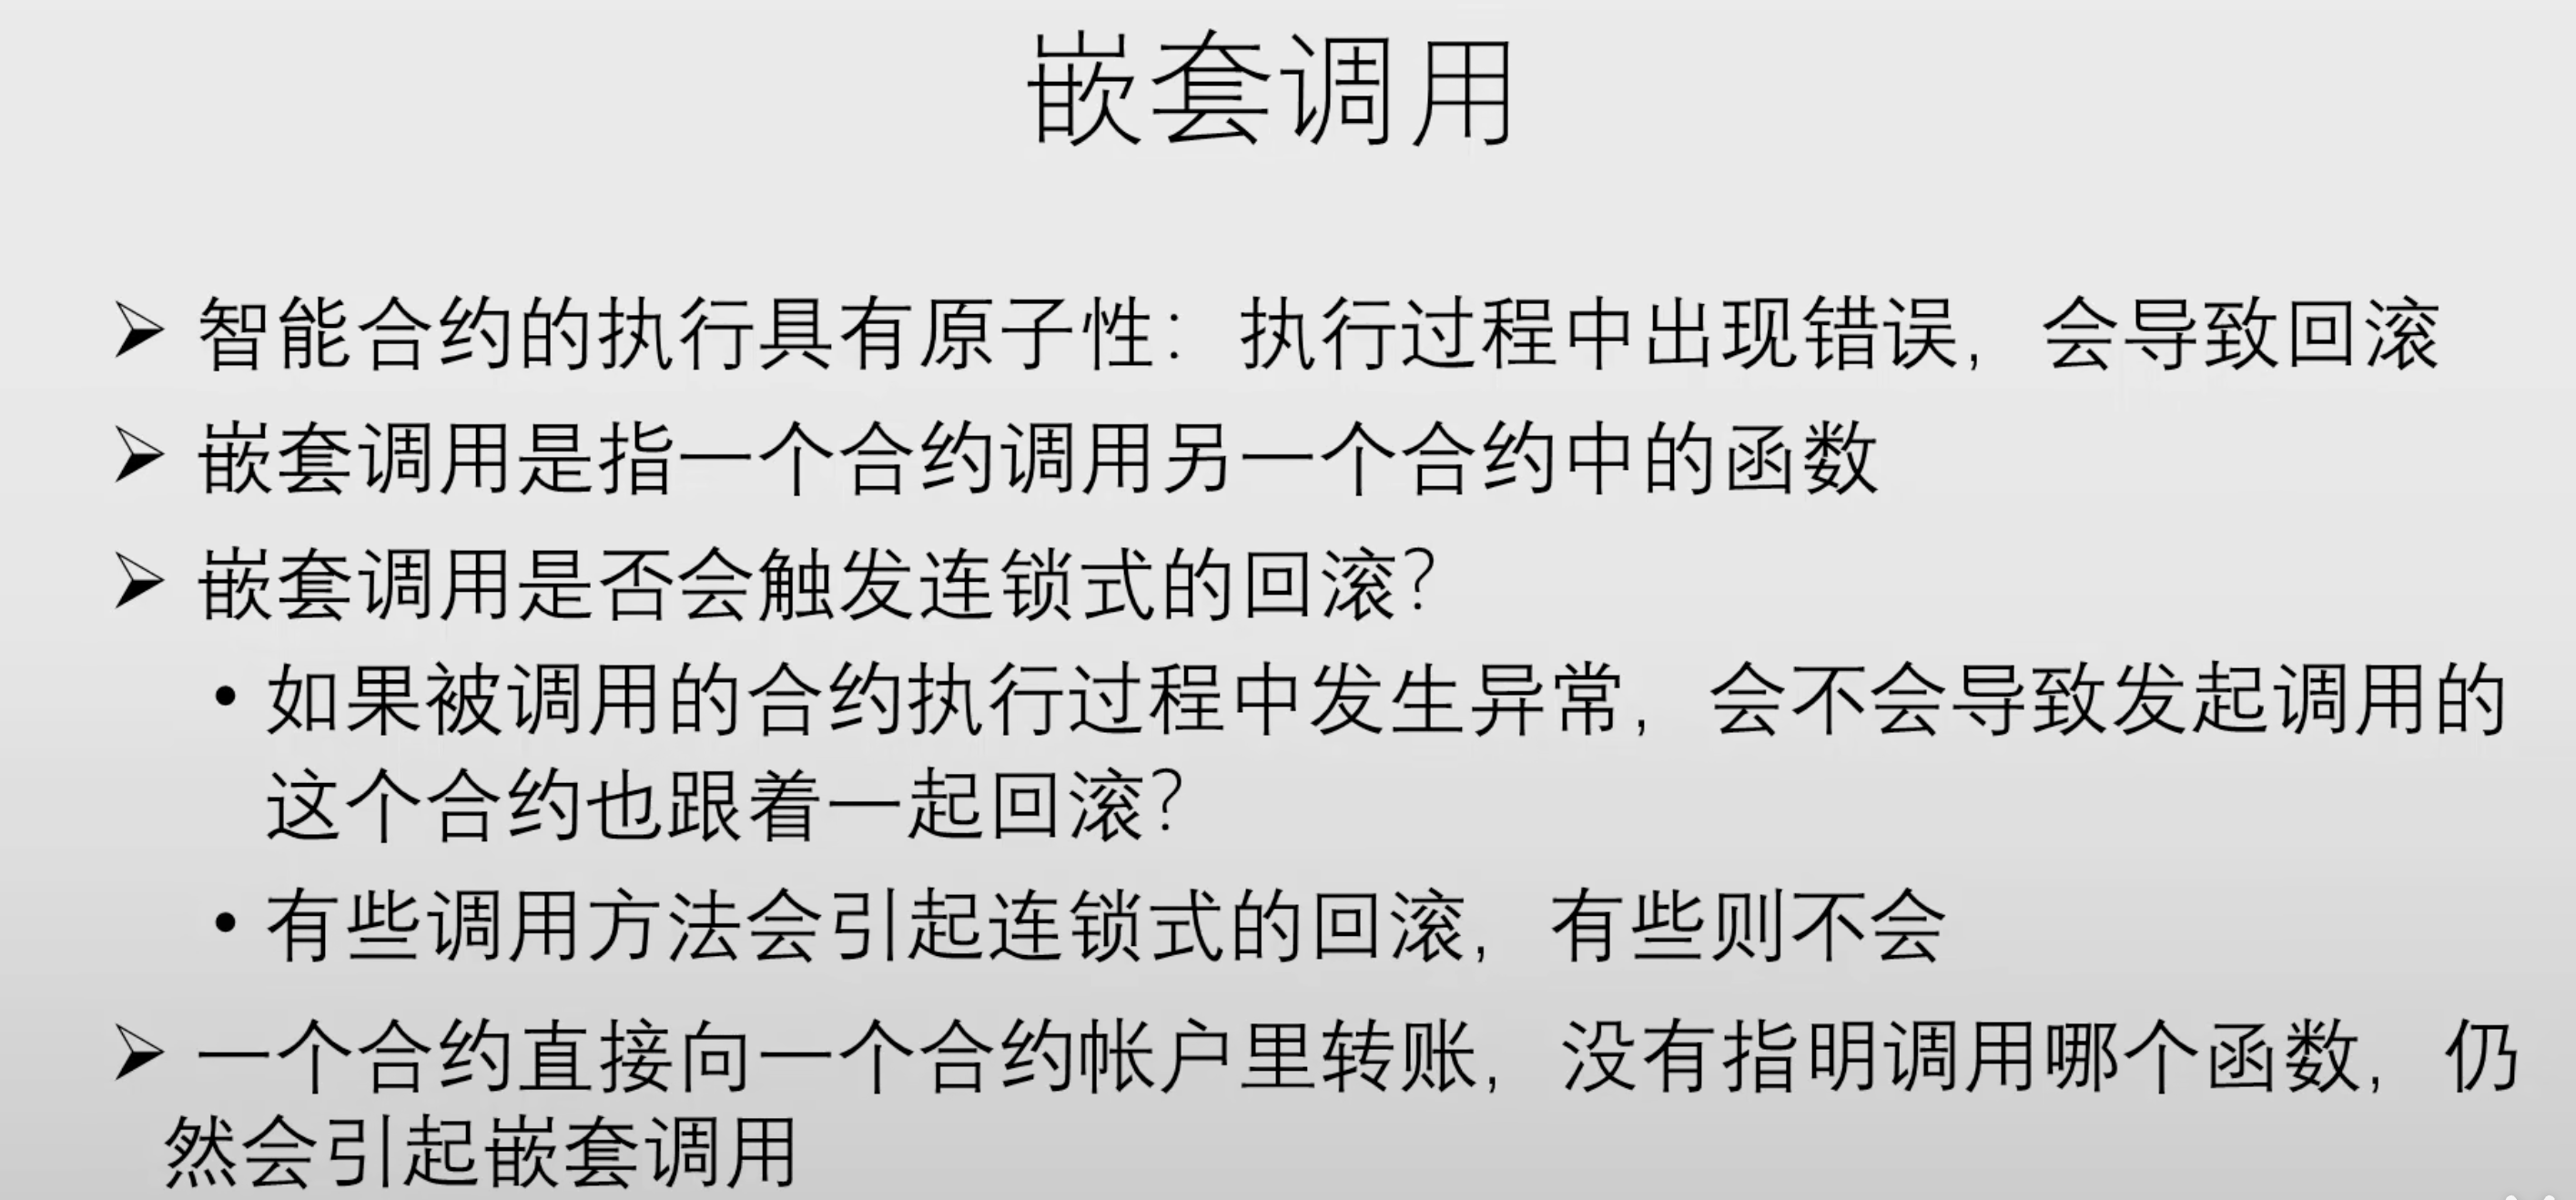 嵌套调用
➢ 智能合约的执行具有原子性：执行过程中出现错误，会导致回滚
➢ 嵌套调用是指一个合约调用另一个合约中的函数
➢ 嵌套调用是否会触发连锁式的回滚？
• 如果被调用的合约执行过程中发生异常，会不会导致发起调用的
这个合约也跟着一起回滚？
• 有些调用方法会引起连锁式的回滚，有些则不会
➢ 一个合约直接向一个合约帐户里转账，没有指明调用哪个函数，仍
然会引起嵌套调用